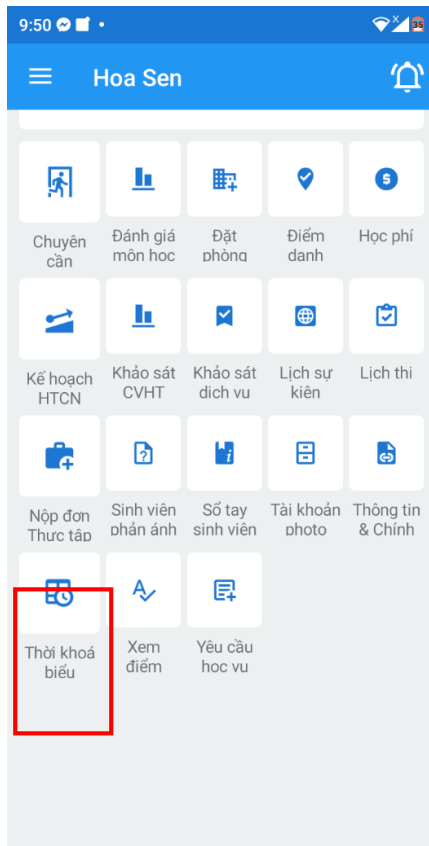 9:50
35
Hoa Sen
Chuyên cần
Đánh giá môn học
Đặt phòng
Điểm danh
Học phí
Kế hoạch HTCN
Khảo sát CVHT
Khảo sát dịch vụ
Lịch sự kiện
Lịch thi
Nộp đơn Thực tập
Sinh viên phản ánh
Sổ tay sinh viên
Tài khoản photo
Thông tin & Chính
Thời khoá biểu
Xem điểm
Yêu cầu học vụ